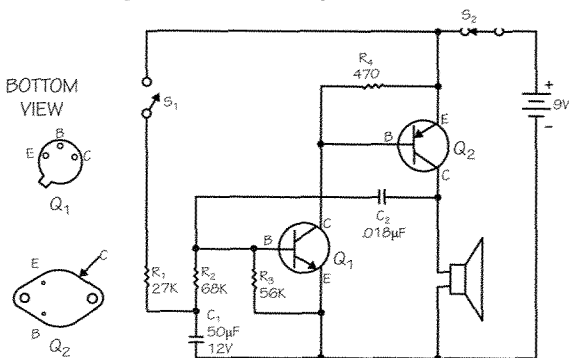 S2
R4
470
BOTTOM
VIEW
S1
+
9V
-
B
E
C
Q1
B
E
Q2
C
C2
.018µF
B
C
Q1
E
R1
27K
R2
68K
R3
56K
C1
50µF
12V
E
C
B
Q2